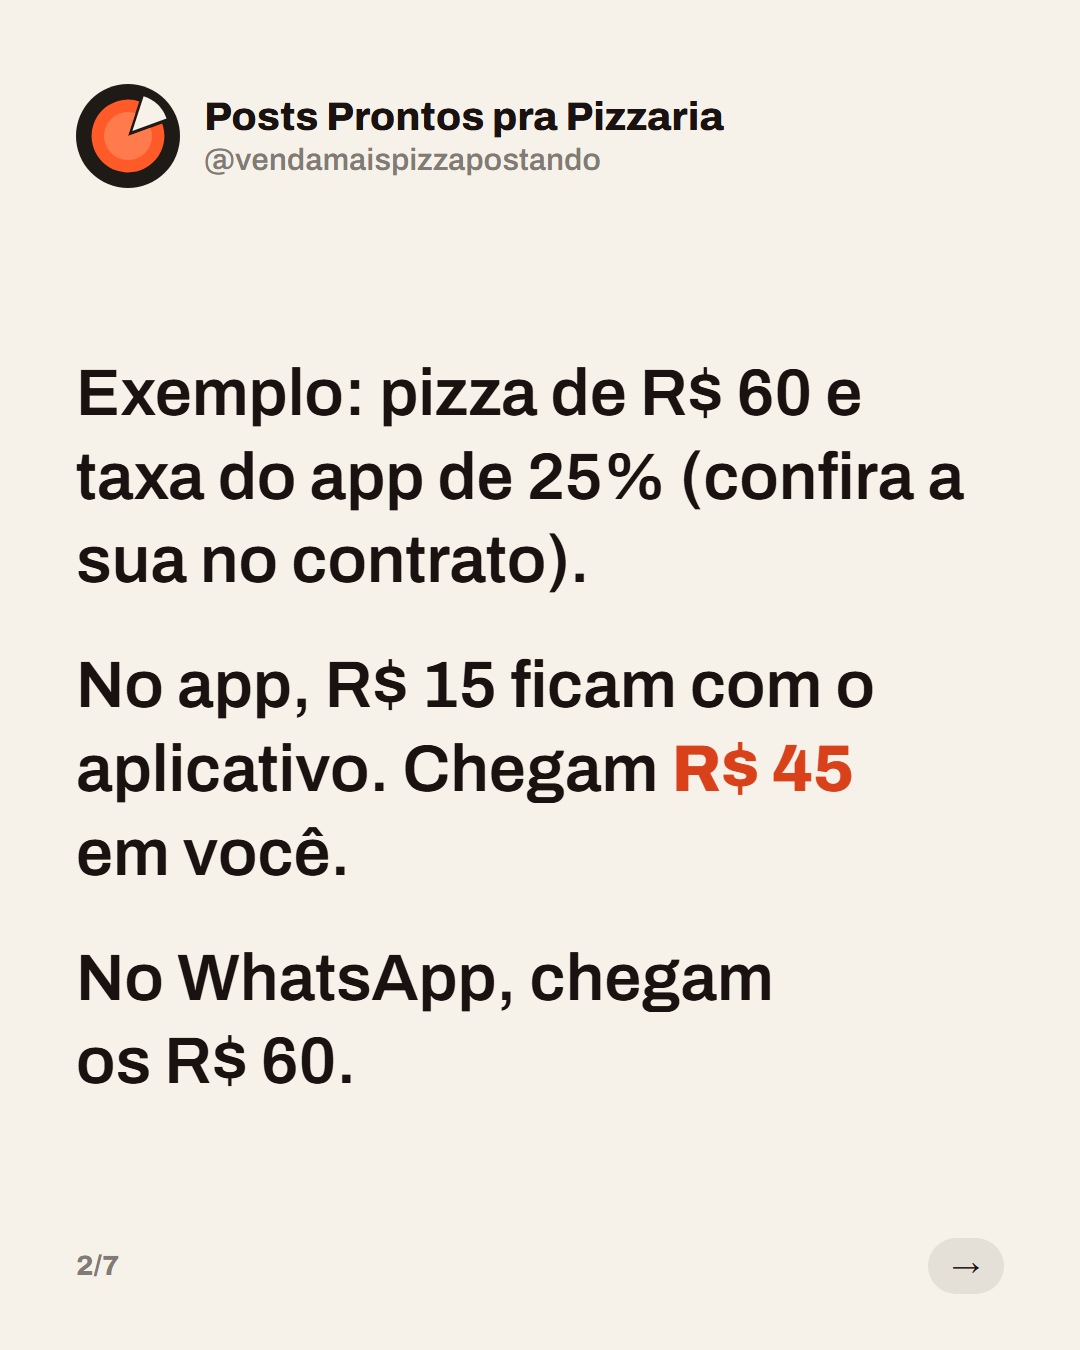 Posts Prontos pra Pizzaria
@vendamaispizzapostando
Exemplo: pizza de R$ 60 e
taxa do app de 25% (confira a
sua no contrato).
No app, R$ 15 ficam com o
aplicativo. Chegam R$ 45
em você.
No WhatsApp, chegam
os R$ 60.
2/7
→